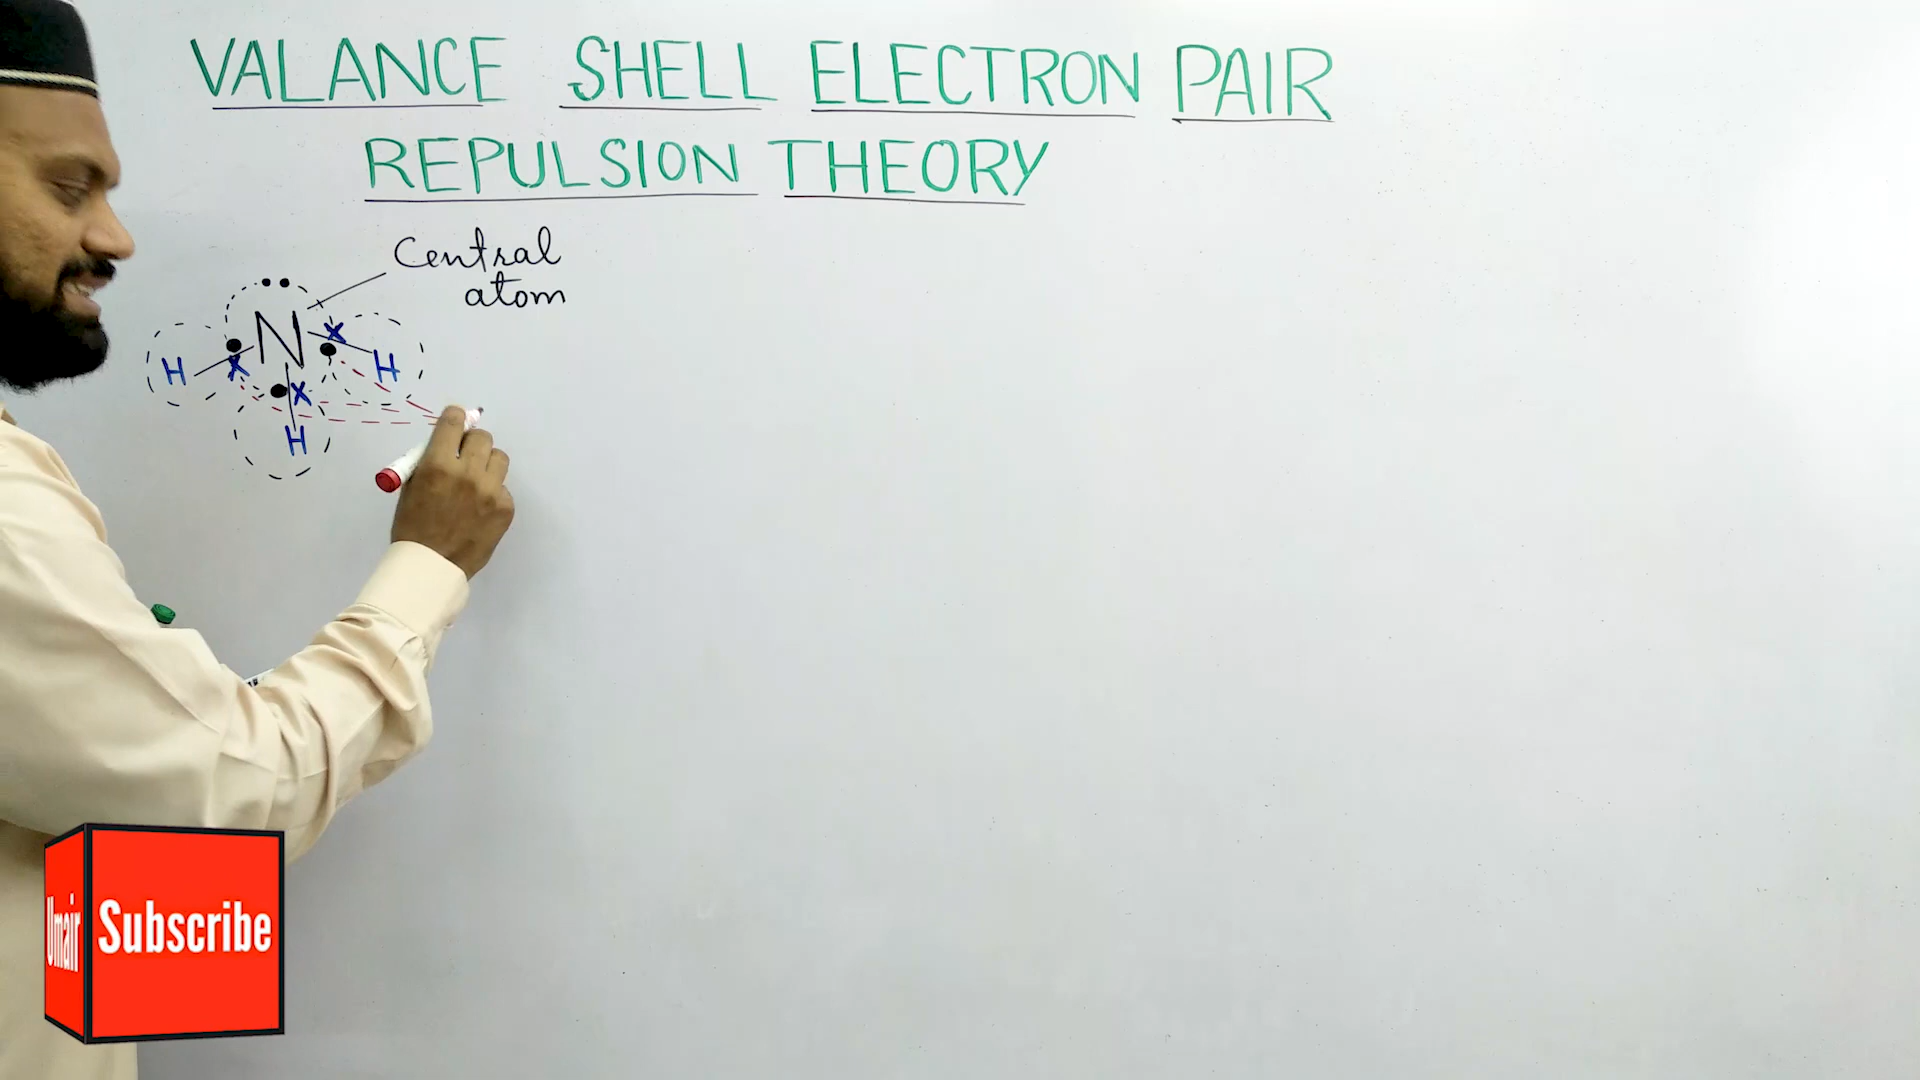 VALANCE SHELL ELECTRON PAIR
REPULSION THEORY
Central
atom
N
H
H
H
X
X
X
Umair
Subscribe